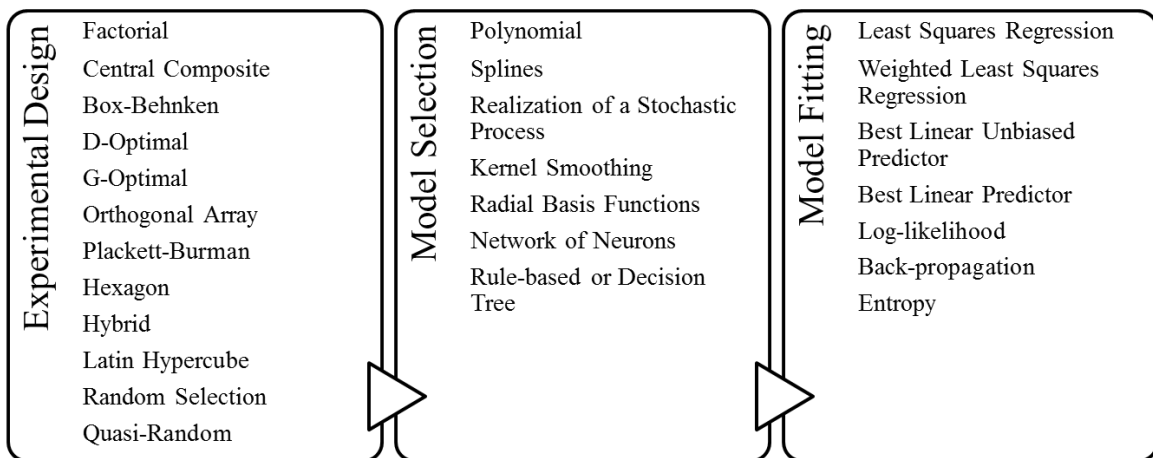 Experimental Design
Factorial
Central Composite
Box-Behnken
D-Optimal
G-Optimal
Orthogonal Array
Plackett-Burman
Hexagon
Hybrid
Latin Hypercube
Random Selection
Quasi-Random
Model Selection
Polynomial
Splines
Realization of a Stochastic
Process
Kernel Smoothing
Radial Basis Functions
Network of Neurons
Rule-based or Decision
Tree
Model Fitting
Least Squares Regression
Weighted Least Squares
Regression
Best Linear Unbiased
Predictor
Best Linear Predictor
Log-likelihood
Back-propagation
Entropy